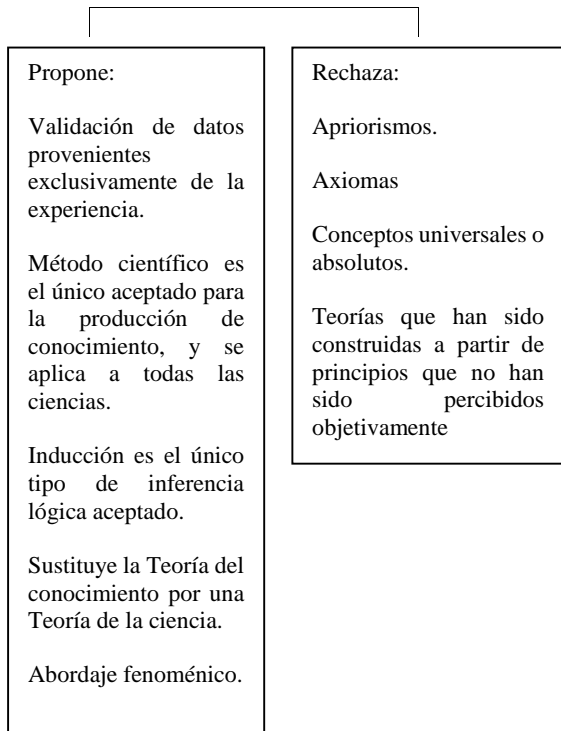 Propone:
Validación de datos
provenientes
exclusivamente de la
experiencia.
Método científico es
el único aceptado para
la producción de
conocimiento, y se
aplica a todas las
ciencias.
Inducción es el único
tipo de inferencia
lógica aceptado.
Sustituye la Teoría del
conocimiento por una
Teoría de la ciencia.
Abordaje fenoménico.
Rechaza:
Apriorismos.
Axiomas
Conceptos universales o
absolutos.
Teorías que han sido
construidas a partir de
principios que no han
sido percibidos
objetivamente